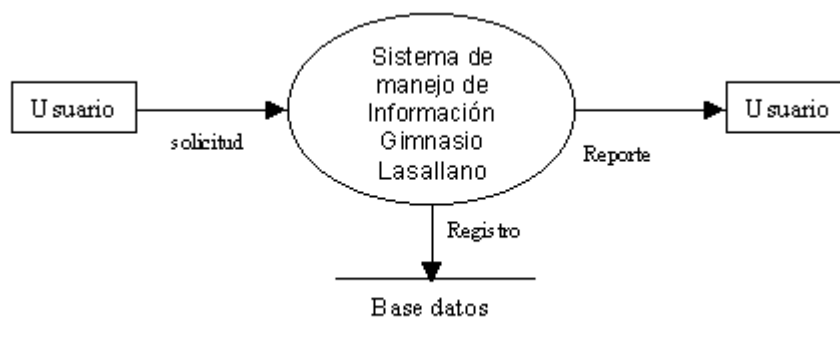 Sistema de
manejo de
Información
Gimnasio
Lasallano
Usuario
solicitud
Usuario
Reporte
Registro
Base datos